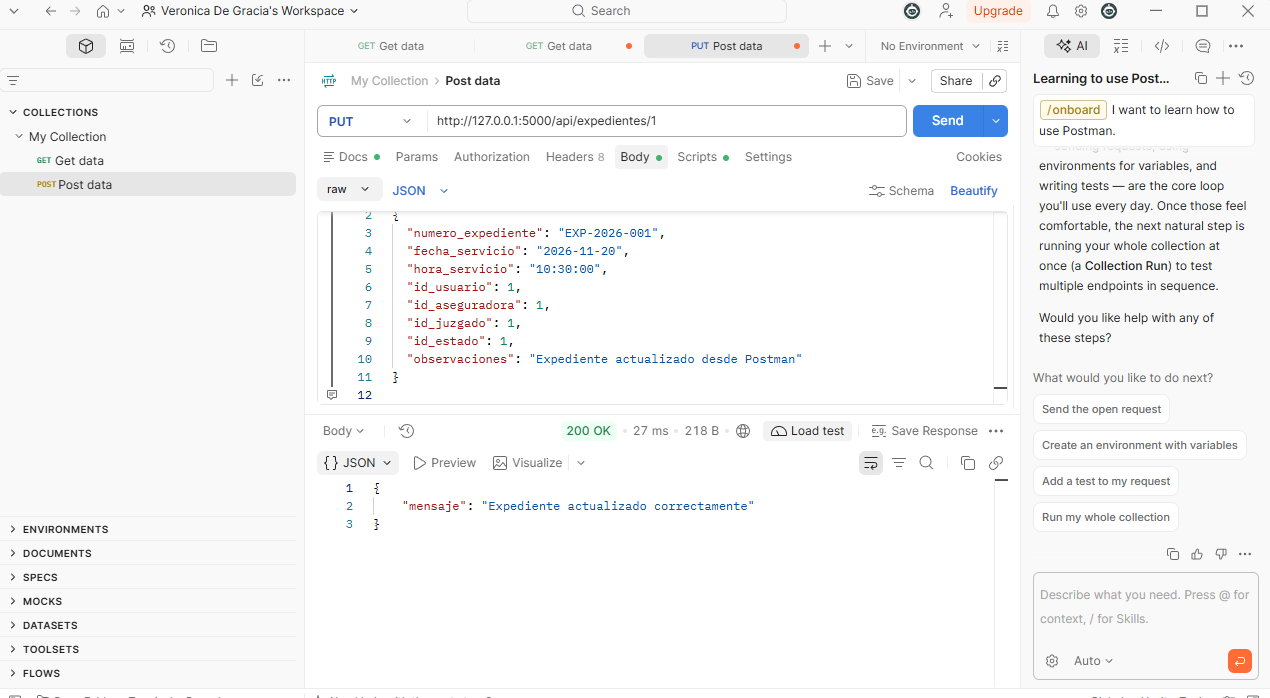 Veronica De Gracia's Workspace
Search
Upgrade
GET Get data
GET Get data
PUT Post data
No Environment
AI
COLLECTIONS
My Collection
GET Get data
POST Post data
ENVIRONMENTS
DOCUMENTS
SPECS
MOCKS
DATASETS
TOOLSETS
FLOWS
HTTP My Collection › Post data
Save
Share
PUT
http://127.0.0.1:5000/api/expedientes/1
Send
Docs
Params
Authorization
Headers 8
Body
Scripts
Settings
Cookies
raw
JSON
Schema
Beautify
2 {
3 "numero_expediente": "EXP-2026-001",
4 "fecha_servicio": "2026-11-20",
5 "hora_servicio": "10:30:00",
6 "id_usuario": 1,
7 "id_aseguradora": 1,
8 "id_juzgado": 1,
9 "id_estado": 1,
10 "observaciones": "Expediente actualizado desde Postman"
11 }
12
Body
200 OK • 27 ms • 218 B
Load test
e.g. Save Response
{} JSON
Preview
Visualize
1 {
2 "mensaje": "Expediente actualizado correctamente"
3 }
Learning to use Post...
/onboard I want to learn how to
use Postman.
environments for variables, and
writing tests — are the core loop
you'll use every day. Once those feel
comfortable, the next natural step is
running your whole collection at
once (a Collection Run) to test
multiple endpoints in sequence.
Would you like help with any of
these steps?
What would you like to do next?
Send the open request
Create an environment with variables
Add a test to my request
Run my whole collection
Describe what you need. Press @ for
context, / for Skills.
Auto